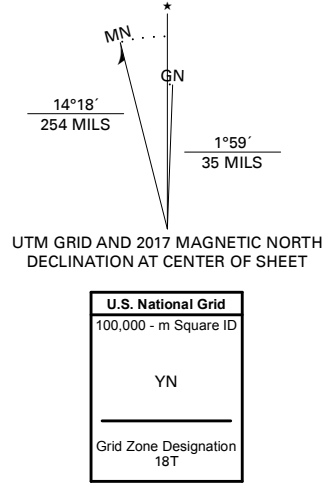 ★
MN
GN
14°18´
254 MILS
1°59´
35 MILS
UTM GRID AND 2017 MAGNETIC NORTH
DECLINATION AT CENTER OF SHEET
U.S. National Grid
100,000 - m Square ID
YN
Grid Zone Designation
18T